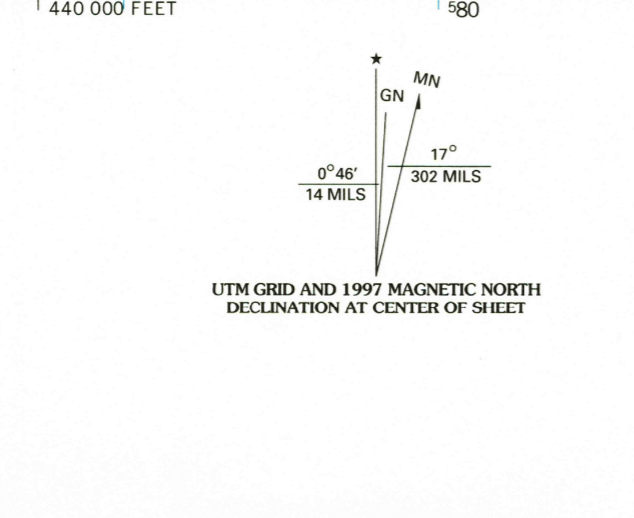 440 000 FEET
580
★
GN
MN
0°46′
14 MILS
17°
302 MILS
UTM GRID AND 1997 MAGNETIC NORTH
DECLINATION AT CENTER OF SHEET